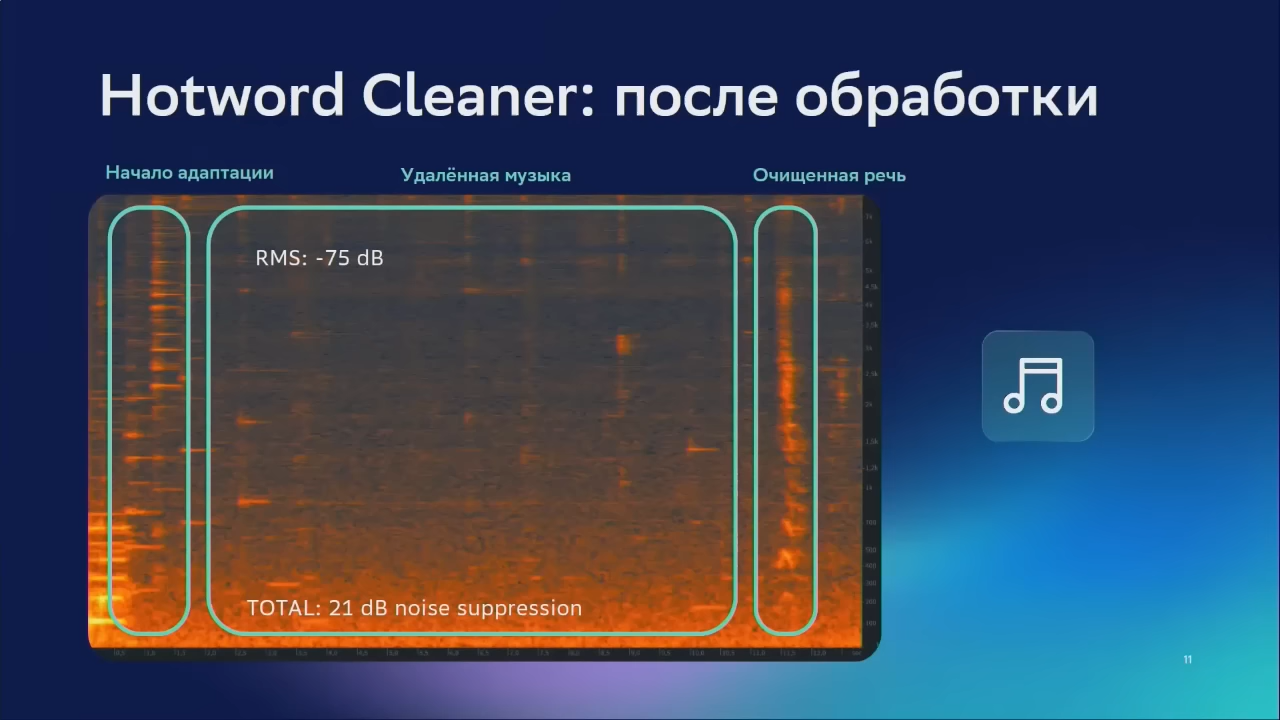 Hotword Cleaner: после обработки
Начало адаптации
Удалённая музыка
Очищенная речь
RMS: -75 dB
TOTAL: 21 dB noise suppression
11